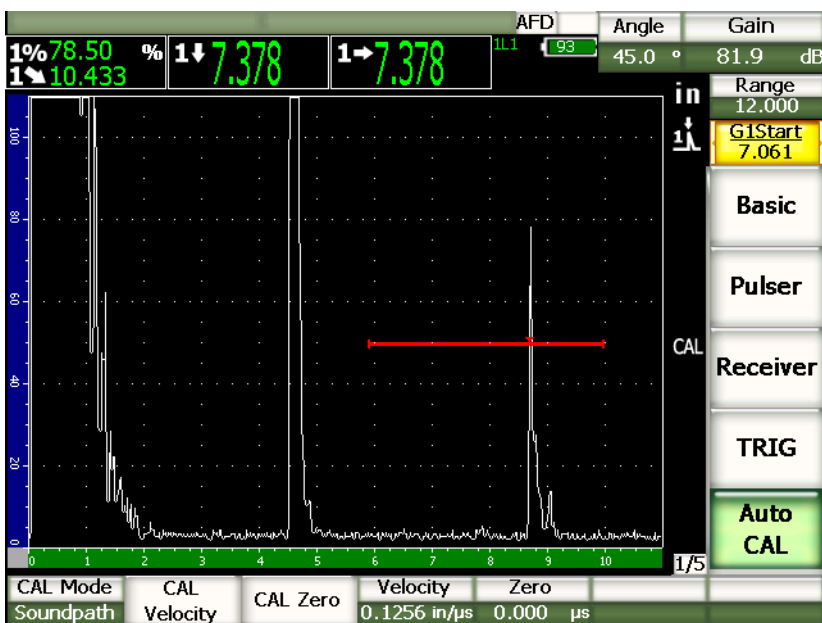 AFD Angle Gain
1%78.50 % 1 7.378 1 7.378 1L1 93 45.0 ° 81.9 dB
1 10.433
in Range
12.000
1 G1Start
7.061
100
80
60
40
20
0
Basic
Pulser
CAL
Receiver
TRIG
Auto
CAL
0 1 2 3 4 5 6 7 8 9 10 1/5
CAL Mode CAL Velocity CAL Zero Velocity Zero
Soundpath 0.1256 in/µs 0.000 µs